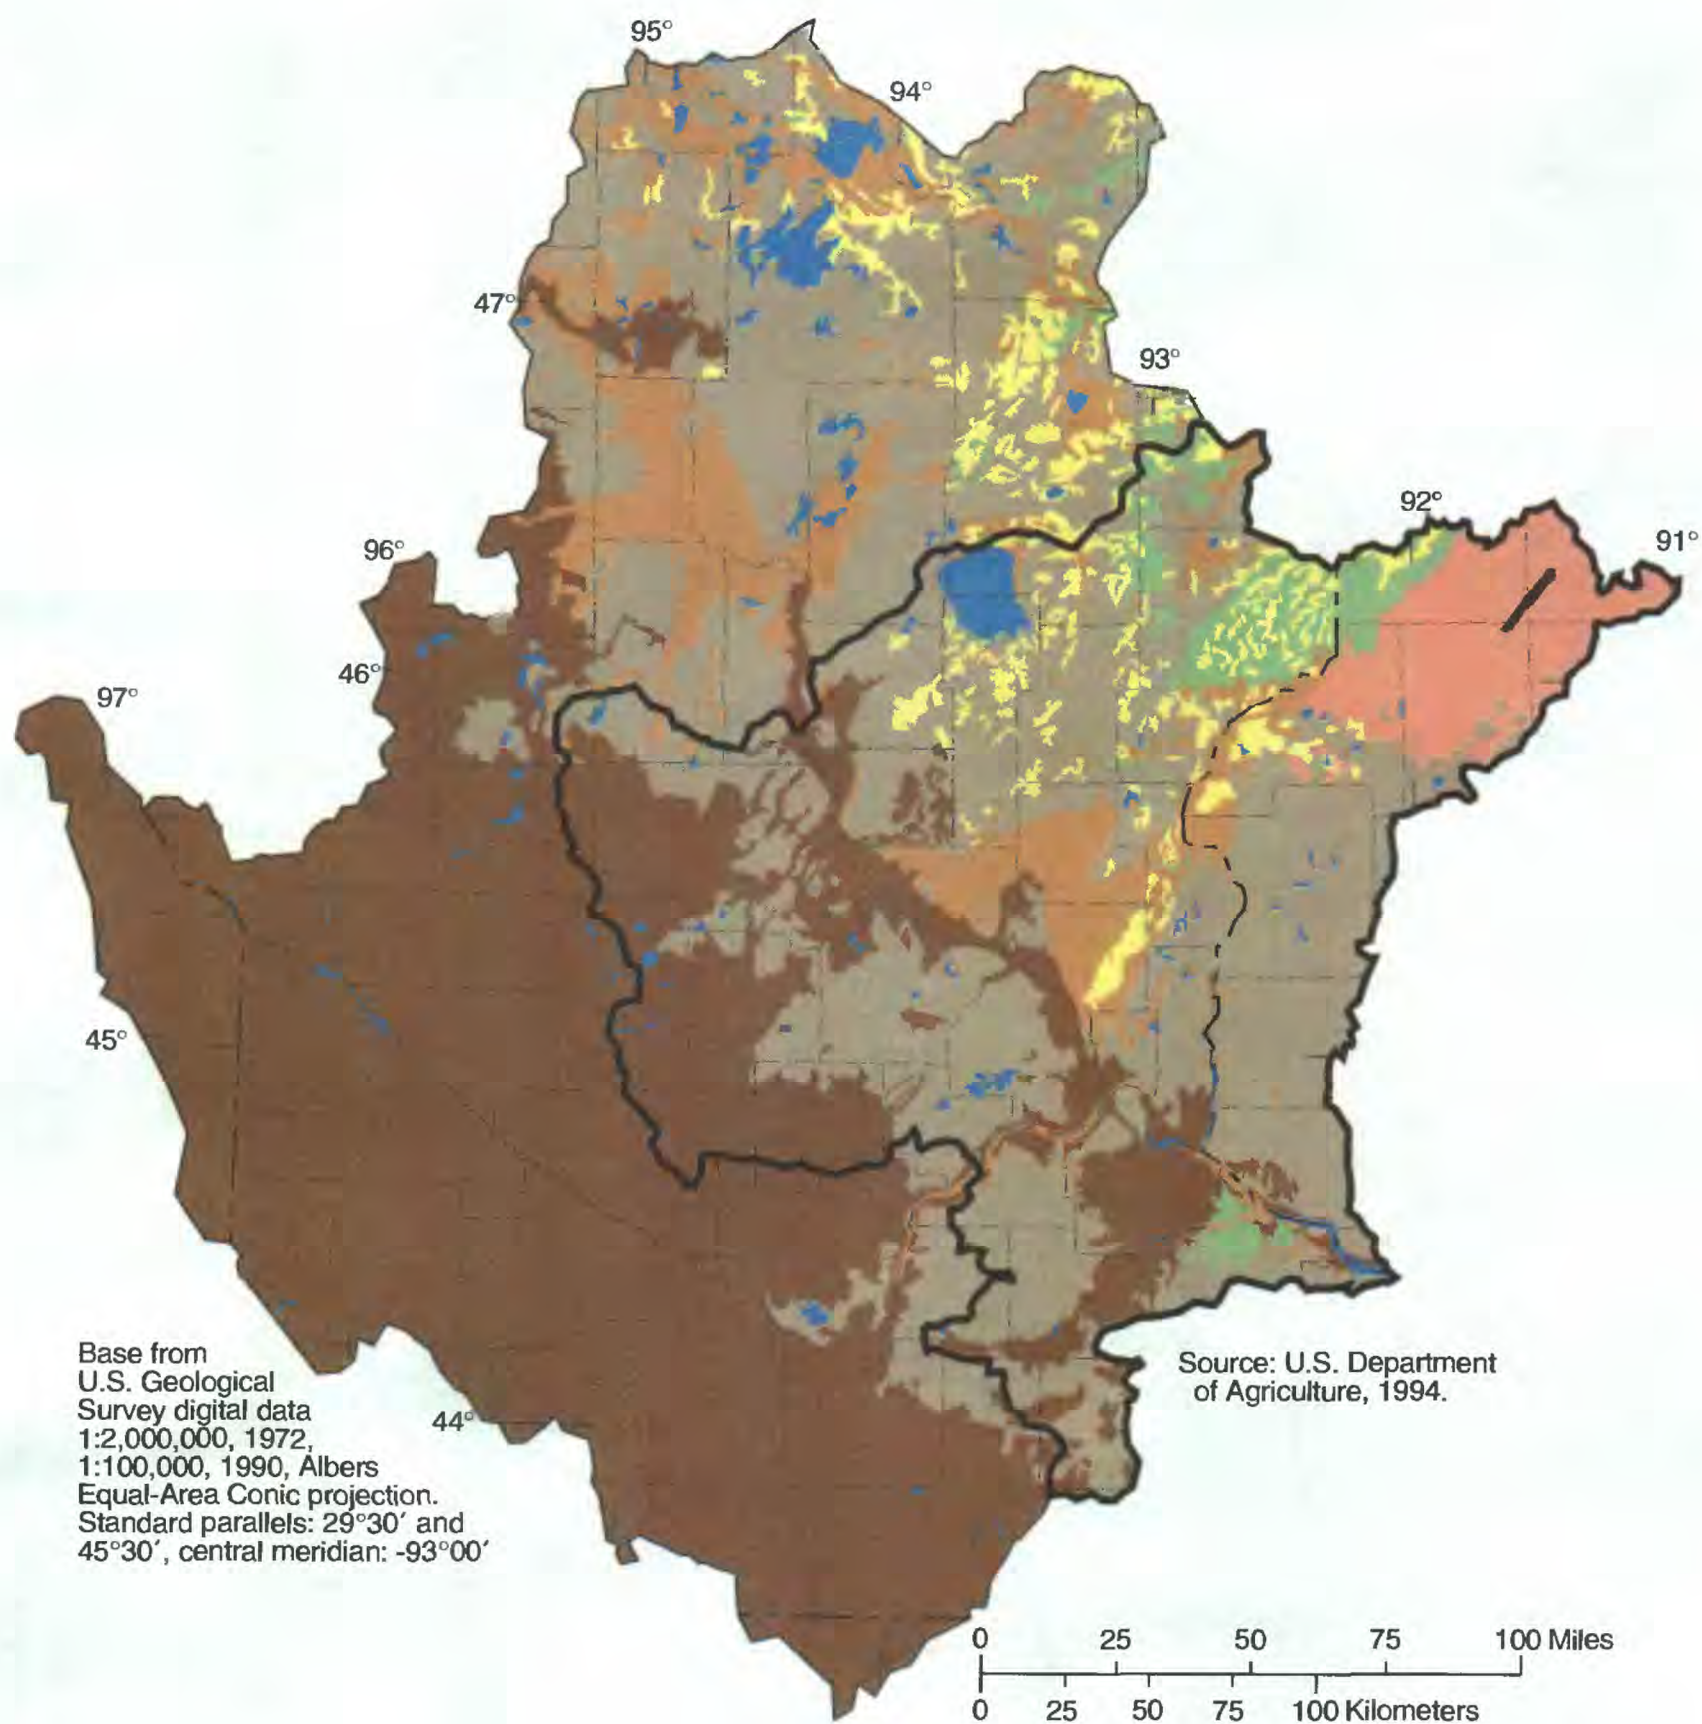 95°
94°
47°
93°
92°
91°
96°
46°
97°
45°
Base from
U.S. Geological
Survey digital data
1:2,000,000, 1972,
1:100,000, 1990, Albers
Equal-Area Conic projection.
Standard parallels: 29°30′ and
45°30′, central meridian: -93°00′
44°
Source: U.S. Department
of Agriculture, 1994.
0 25 50 75 100 Miles
0 25 50 75 100 Kilometers